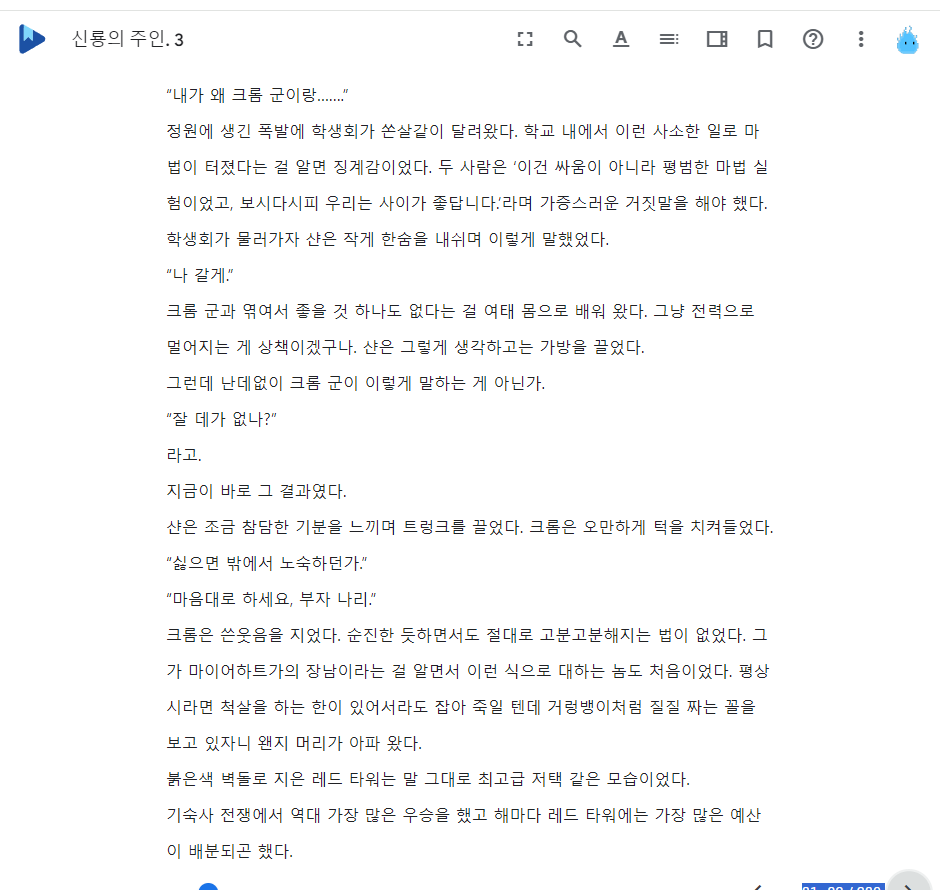 신룡의 주인. 3
“내가 왜 크롬 군이랑.......”
정원에 생긴 폭발에 학생회가 쏜살같이 달려왔다. 학교 내에서 이런 사소한 일로 마
법이 터졌다는 걸 알면 징계감이었다. 두 사람은 ‘이건 싸움이 아니라 평범한 마법 실
험이었고, 보시다시피 우리는 사이가 좋답니다.’라며 가증스러운 거짓말을 해야 했다.
학생회가 물러가자 샨은 작게 한숨을 내쉬며 이렇게 말했었다.
“나 갈게.”
크롬 군과 엮여서 좋을 것 하나도 없다는 걸 여태 몸으로 배워 왔다. 그냥 전력으로
멀어지는 게 상책이겠구나. 샨은 그렇게 생각하고는 가방을 끌었다.
그런데 난데없이 크롬 군이 이렇게 말하는 게 아닌가.
“잘 데가 없나?”
라고.
지금이 바로 그 결과였다.
샨은 조금 참담한 기분을 느끼며 트렁크를 끌었다. 크롬은 오만하게 턱을 치켜들었다.
“싫으면 밖에서 노숙하던가.”
“마음대로 하세요, 부자 나리.”
크롬은 쓴웃음을 지었다. 순진한 듯하면서도 절대로 고분고분해지는 법이 없었다. 그
가 마이어하트가의 장남이라는 걸 알면서 이런 식으로 대하는 놈도 처음이었다. 평상
시라면 척살을 하는 한이 있어서라도 잡아 죽일 텐데 거렁뱅이처럼 질질 짜는 꼴을
보고 있자니 왠지 머리가 아파 왔다.
붉은색 벽돌로 지은 레드 타워는 말 그대로 최고급 저택 같은 모습이었다.
기숙사 전쟁에서 역대 가장 많은 우승을 했고 해마다 레드 타워에는 가장 많은 예산
이 배분되곤 했다.